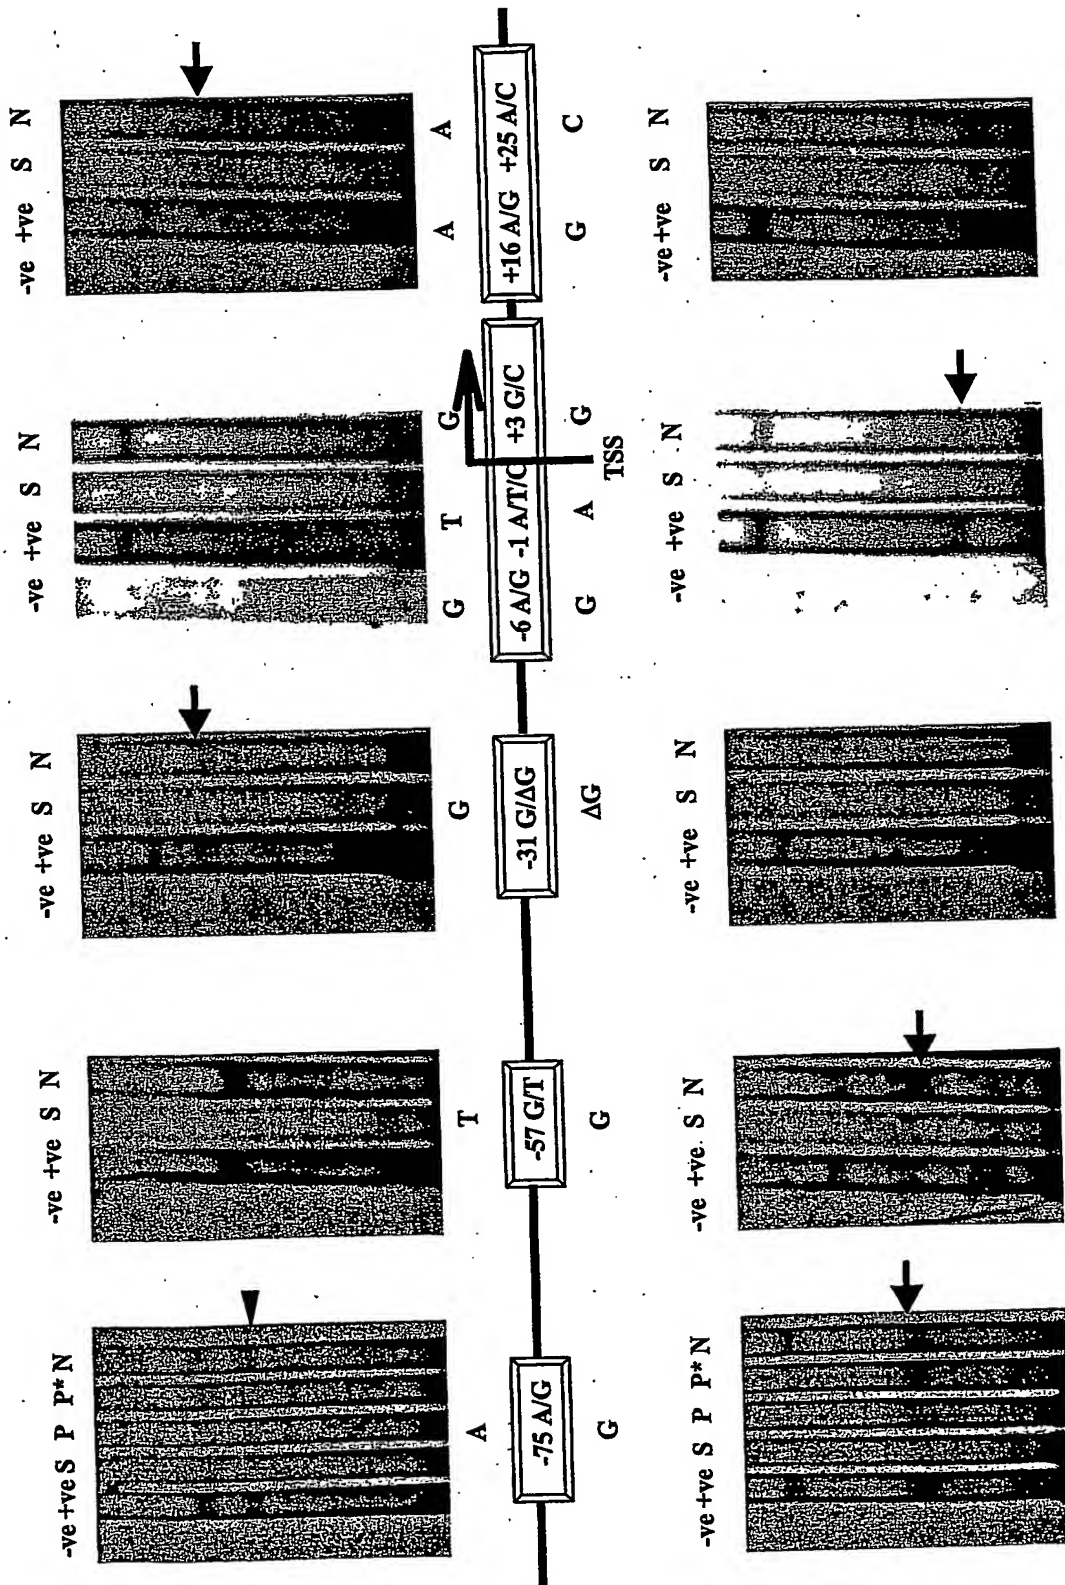 -ve +ve S P P* N
-ve +ve S N
-ve +ve S N
-ve +ve S N
-ve +ve S N
A
T
G
G T G
A A
-75 A/G
-57 G/T
-31 G/ΔG
-6 A/G -1 A/T/C +3 G/C
+16 A/G +25 A/C
G
G
ΔG
G A G
G C
TSS
-ve +ve S P P* N
-ve +ve. S N
-ve +ve S N
-ve +ve S N
-ve +ve S N